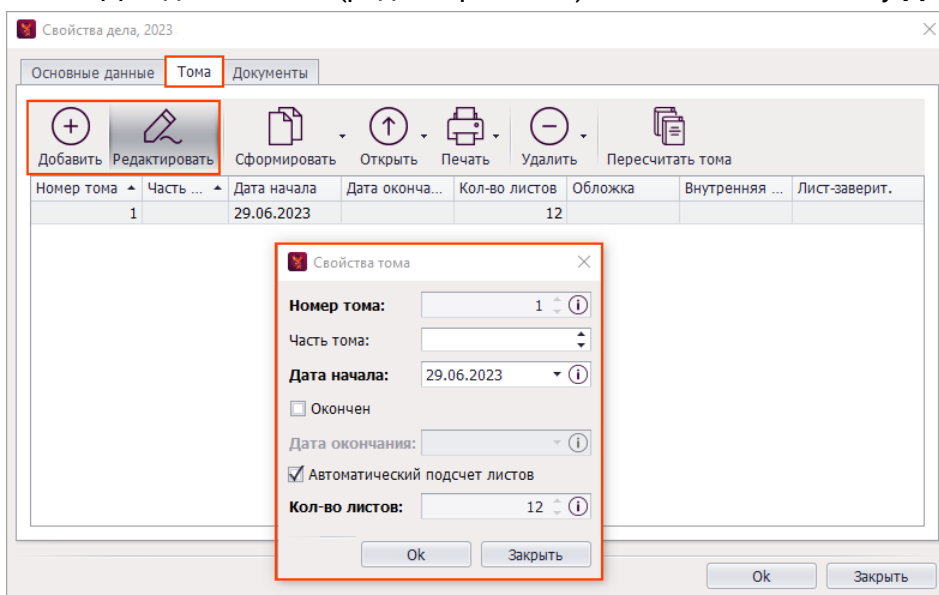 Свойства дела, 2023
Основные данные Тома Документы
Добавить Редактировать Сформировать Открыть Печать Удалить Пересчитать тома
Номер тома Часть ... Дата начала Дата оконча... Кол-во листов Обложка Внутренняя ... Лист-заверит.
1 29.06.2023 12
Свойства тома
Номер тома: 1
Часть тома:
Дата начала: 29.06.2023
Окончен
Дата окончания:
Автоматический подсчет листов
Кол-во листов: 12
Ok Закрыть
Ok Закрыть